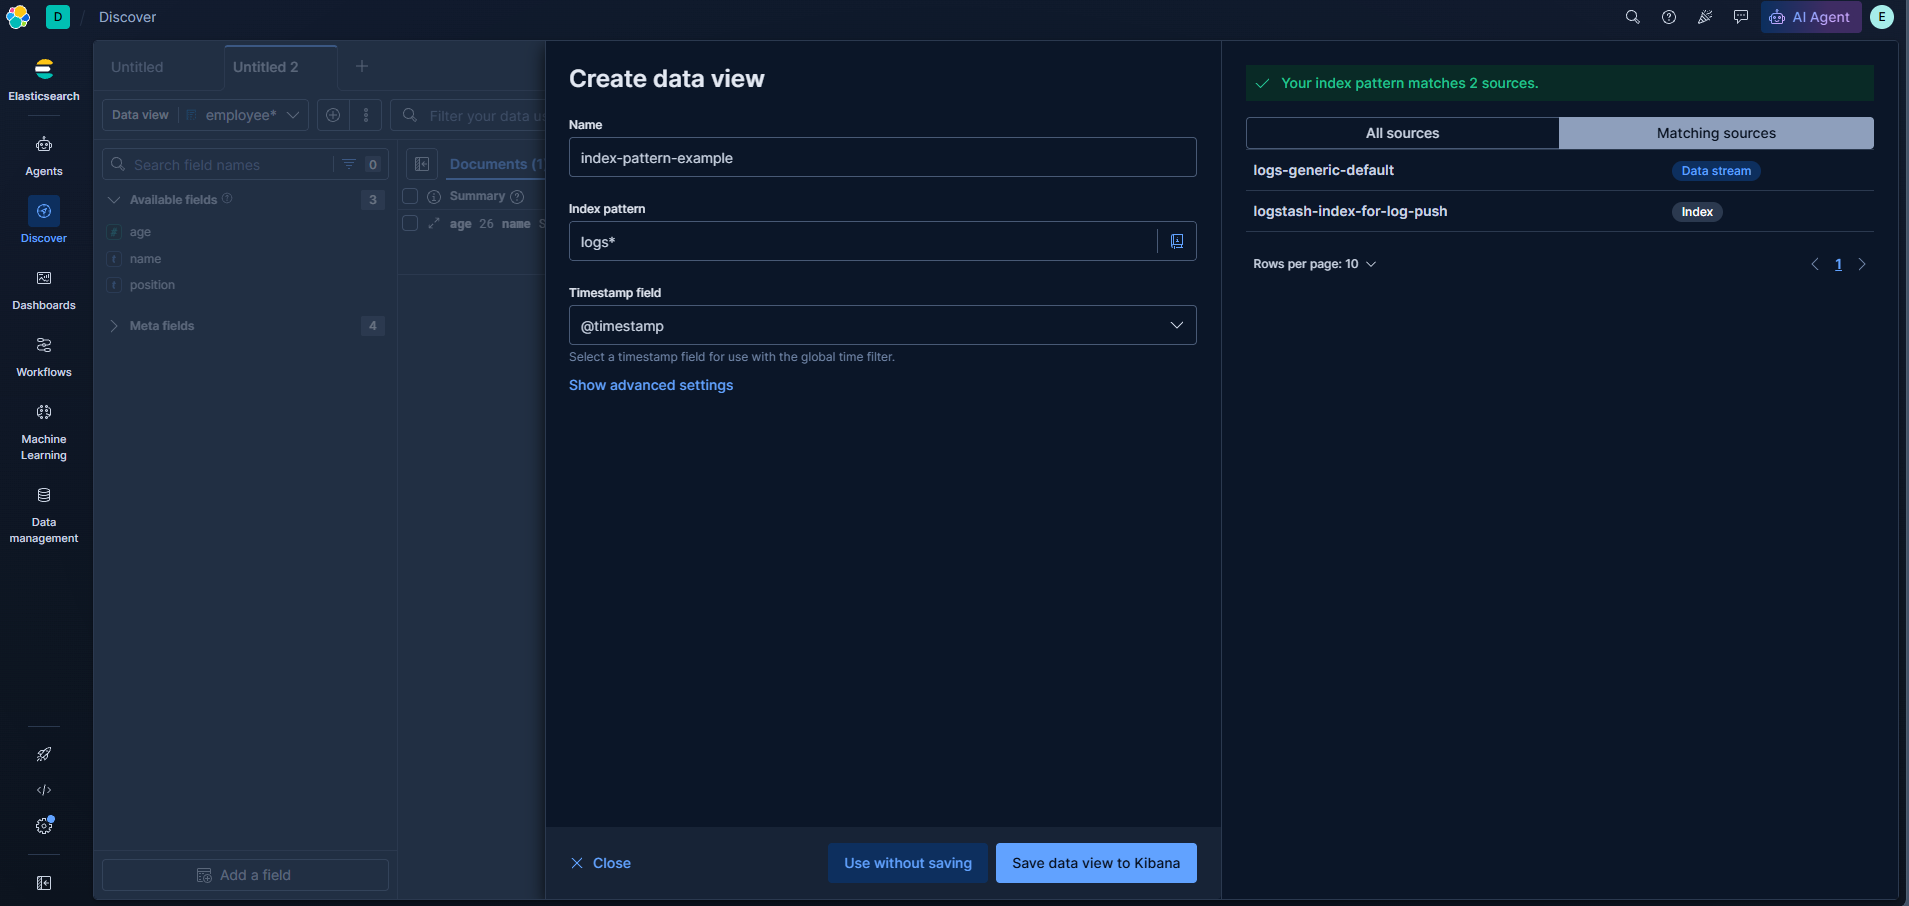 D / Discover
AI Agent
E
Elasticsearch
Agents
Discover
Dashboards
Workflows
Machine
Learning
Data
management
Untitled
Untitled 2
Data view
employee*
Filter your data us
Search field names
0
Available fields
3
age
name
position
Meta fields
4
Add a field
Documents (1
Summary
age 26 name S
Create data view
Name
index-pattern-example
Index pattern
logs*
Timestamp field
@timestamp
Select a timestamp field for use with the global time filter.
Show advanced settings
Close
Use without saving
Save data view to Kibana
Your index pattern matches 2 sources.
All sources
Matching sources
logs-generic-default
Data stream
logstash-index-for-log-push
Index
Rows per page: 10
1